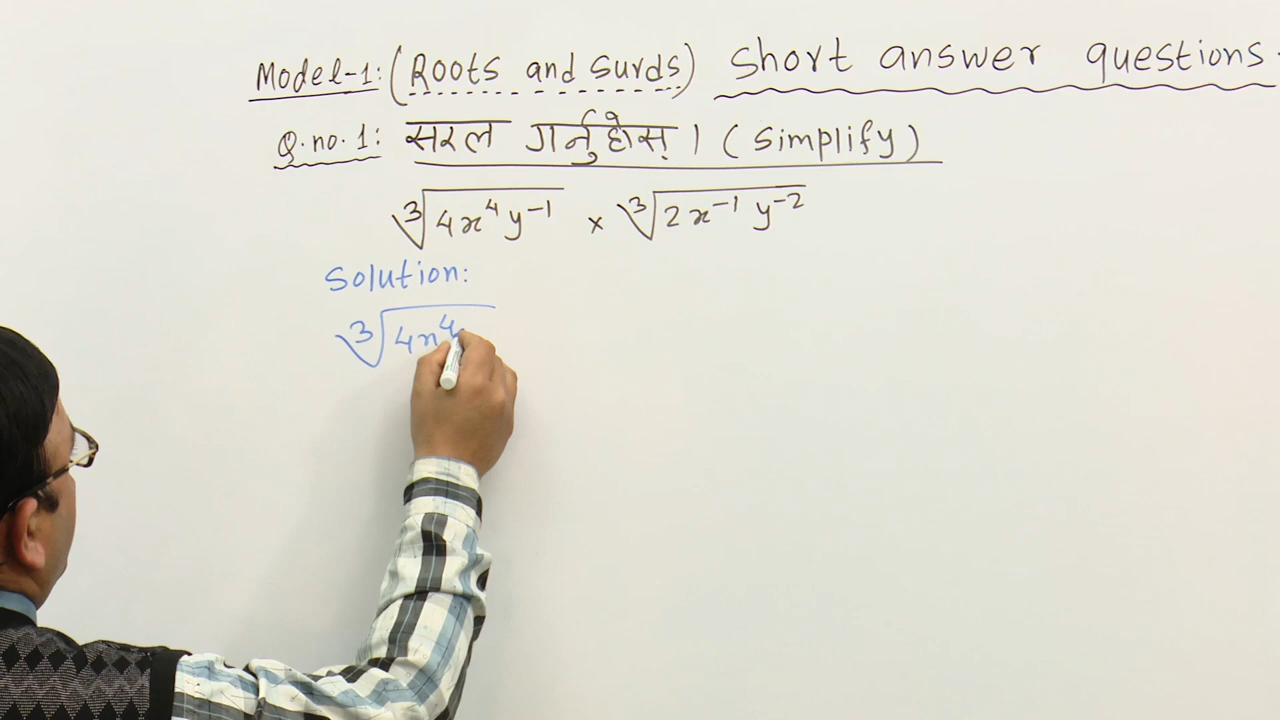 Model-1: (Roots and Surds) Short answer questions.
Q.no.1: सरल गर्नुहोस् । (Simplify)
∛(4x⁴y⁻¹) × ∛(2x⁻¹ y⁻²)
Solution:
∛(4x⁴